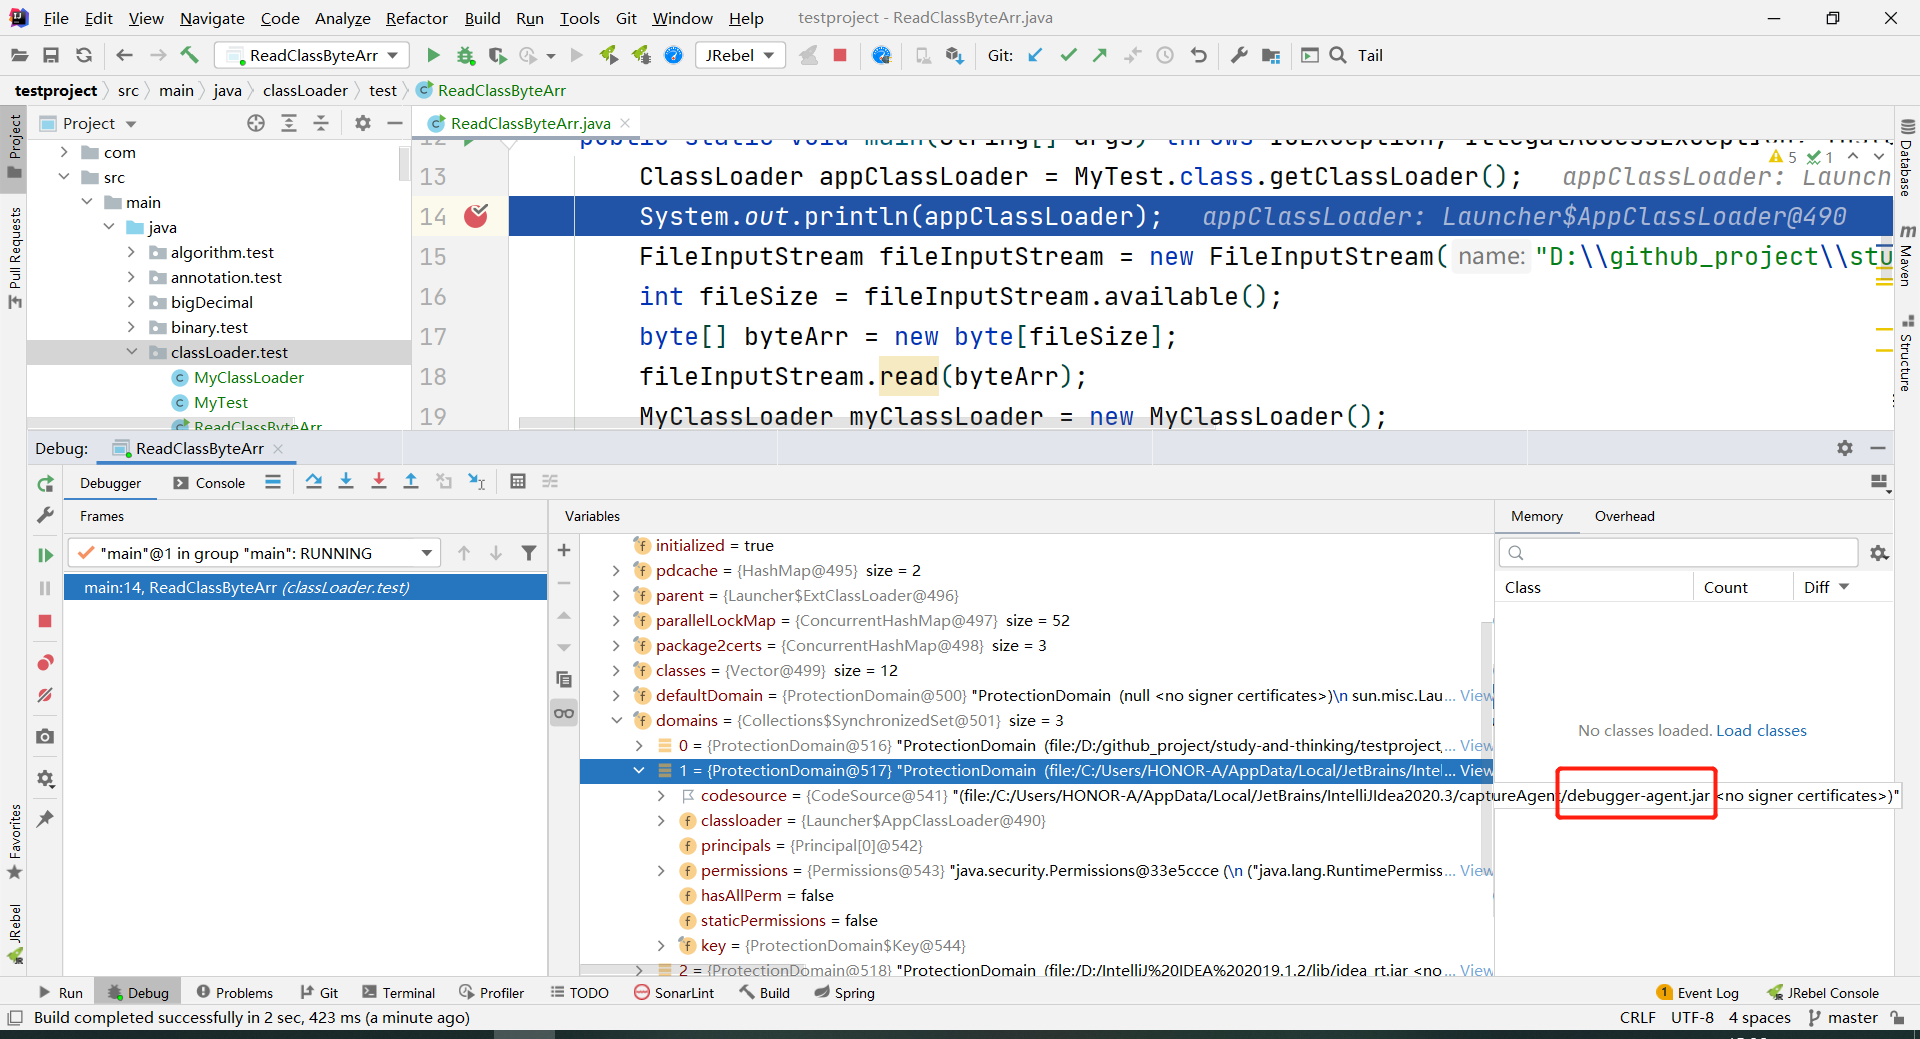 File Edit View Navigate Code Analyze Refactor Build Run Tools Git Window Help testproject - ReadClassByteArr.java
ReadClassByteArr JRebel Git: Tail
testproject src main java classLoader test ReadClassByteArr
Project ReadClassByteArr.java
Project
Pull Requests
Favorites
JRebel
Database
Maven
Structure
com
src
main
java
algorithm.test
annotation.test
bigDecimal
binary.test
classLoader.test
MyClassLoader
MyTest
ReadClassByteArr
5 1
13 ClassLoader appClassLoader = MyTest.class.getClassLoader(); appClassLoader: Launch
14 System.out.println(appClassLoader); appClassLoader: Launcher$AppClassLoader@490
15 FileInputStream fileInputStream = new FileInputStream( name: "D:\\github_project\\stu
16 int fileSize = fileInputStream.available();
17 byte[] byteArr = new byte[fileSize];
18 fileInputStream.read(byteArr);
19 MyClassLoader myClassLoader = new MyClassLoader();
Debug: ReadClassByteArr
Debugger Console
Frames
"main"@1 in group "main": RUNNING
main:14, ReadClassByteArr (classLoader.test)
Variables
initialized = true
pdcache = {HashMap@495} size = 2
parent = {Launcher$ExtClassLoader@496}
parallelLockMap = {ConcurrentHashMap@497} size = 52
package2certs = {ConcurrentHashMap@498} size = 3
classes = {Vector@499} size = 12
defaultDomain = {ProtectionDomain@500} "ProtectionDomain (null <no signer certificates>)\n sun.misc.Lau... View
domains = {Collections$SynchronizedSet@501} size = 3
0 = {ProtectionDomain@516} "ProtectionDomain (file:/D:/github_project/study-and-thinking/testproject,... View
1 = {ProtectionDomain@517} "ProtectionDomain (file:/C:/Users/HONOR-A/AppData/Local/JetBrains/Intel... View
codesource = {CodeSource@541} "(file:/C:/Users/HONOR-A/AppData/Local/JetBrains/IntelliJIdea2020.3/captureAgent/debugger-agent.jar <no signer certificates>)"
classloader = {Launcher$AppClassLoader@490}
principals = {Principal[0]@542}
permissions = {Permissions@543} "java.security.Permissions@33e5ccce (\n ("java.lang.RuntimePermiss... View
hasAllPerm = false
staticPermissions = false
key = {ProtectionDomain$Key@544}
2 = {ProtectionDomain@518} "ProtectionDomain (file:/D:/IntelliJ%20IDEA%202019.1.2/lib/idea_rt.jar <no... View
Memory Overhead
Class Count Diff
No classes loaded. Load classes
Run Debug Problems Git Terminal Profiler TODO SonarLint Build Spring 1 Event Log JRebel Console
Build completed successfully in 2 sec, 423 ms (a minute ago) CRLF UTF-8 4 spaces master